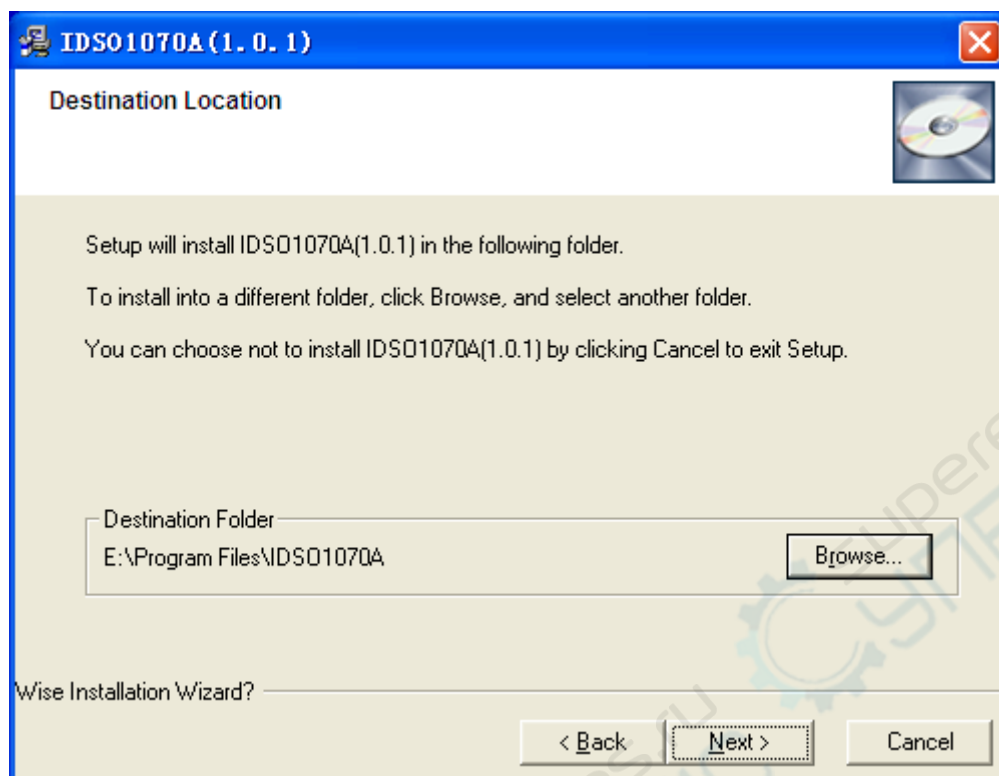 IDSO1070A(1.0.1)
Destination Location
Setup will install IDSO1070A(1.0.1) in the following folder.
To install into a different folder, click Browse, and select another folder.
You can choose not to install IDSO1070A(1.0.1) by clicking Cancel to exit Setup.
Destination Folder
E:\Program Files\IDSO1070A
Browse...
Wise Installation Wizard?
< Back
Next >
Cancel